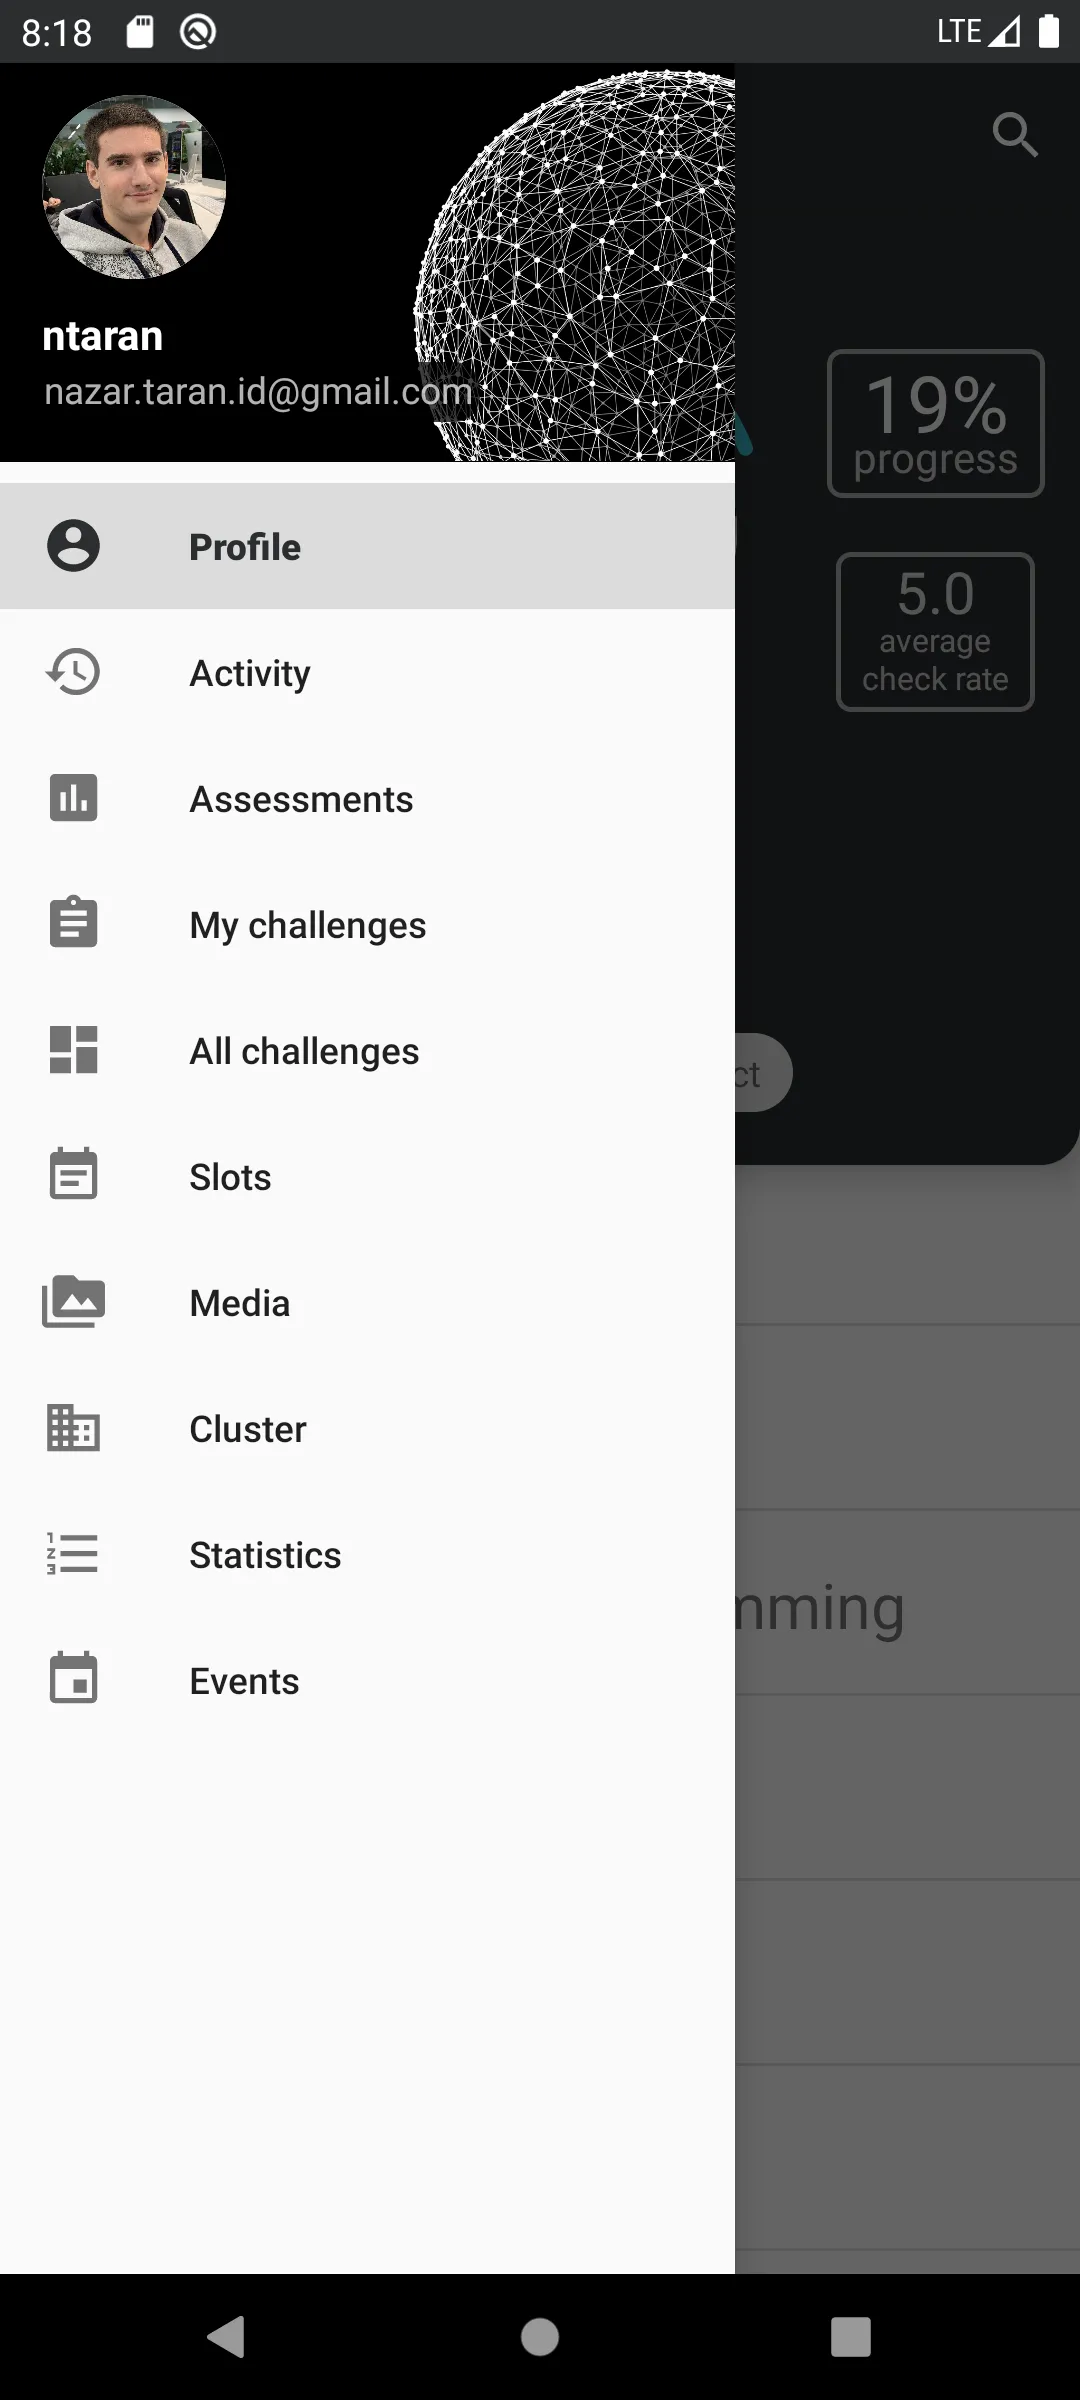 8:18
LTE
ntaran
nazar.taran.id@gmail.com
19%
progress
5.0
average
check rate
Profile
Activity
Assessments
My challenges
All challenges
ct
Slots
Media
Cluster
Statistics
mming
Events